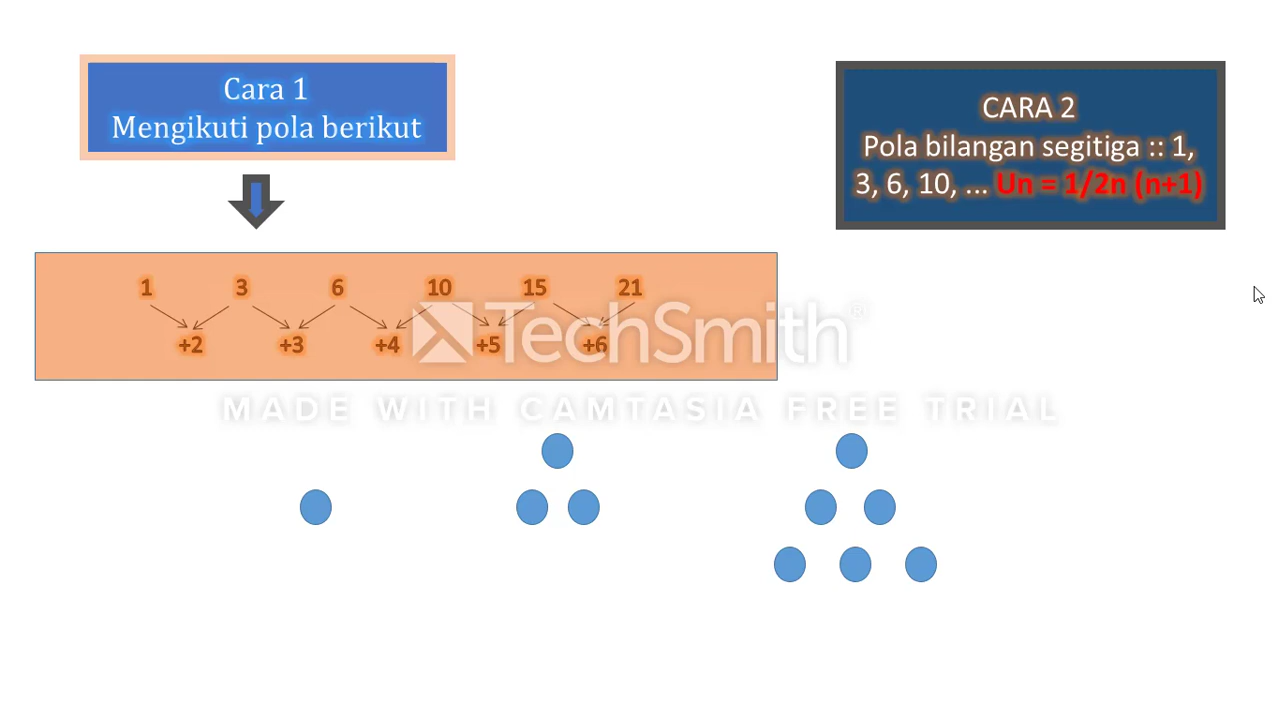 Cara 1
Mengikuti pola berikut
CARA 2
Pola bilangan segitiga :: 1,
3, 6, 10, ... Un = 1/2n (n+1)
1 3 6 10 15 21
+2 +3 +4 +5 +6
TechSmith®
MADE WITH CAMTASIA FREE TRIAL